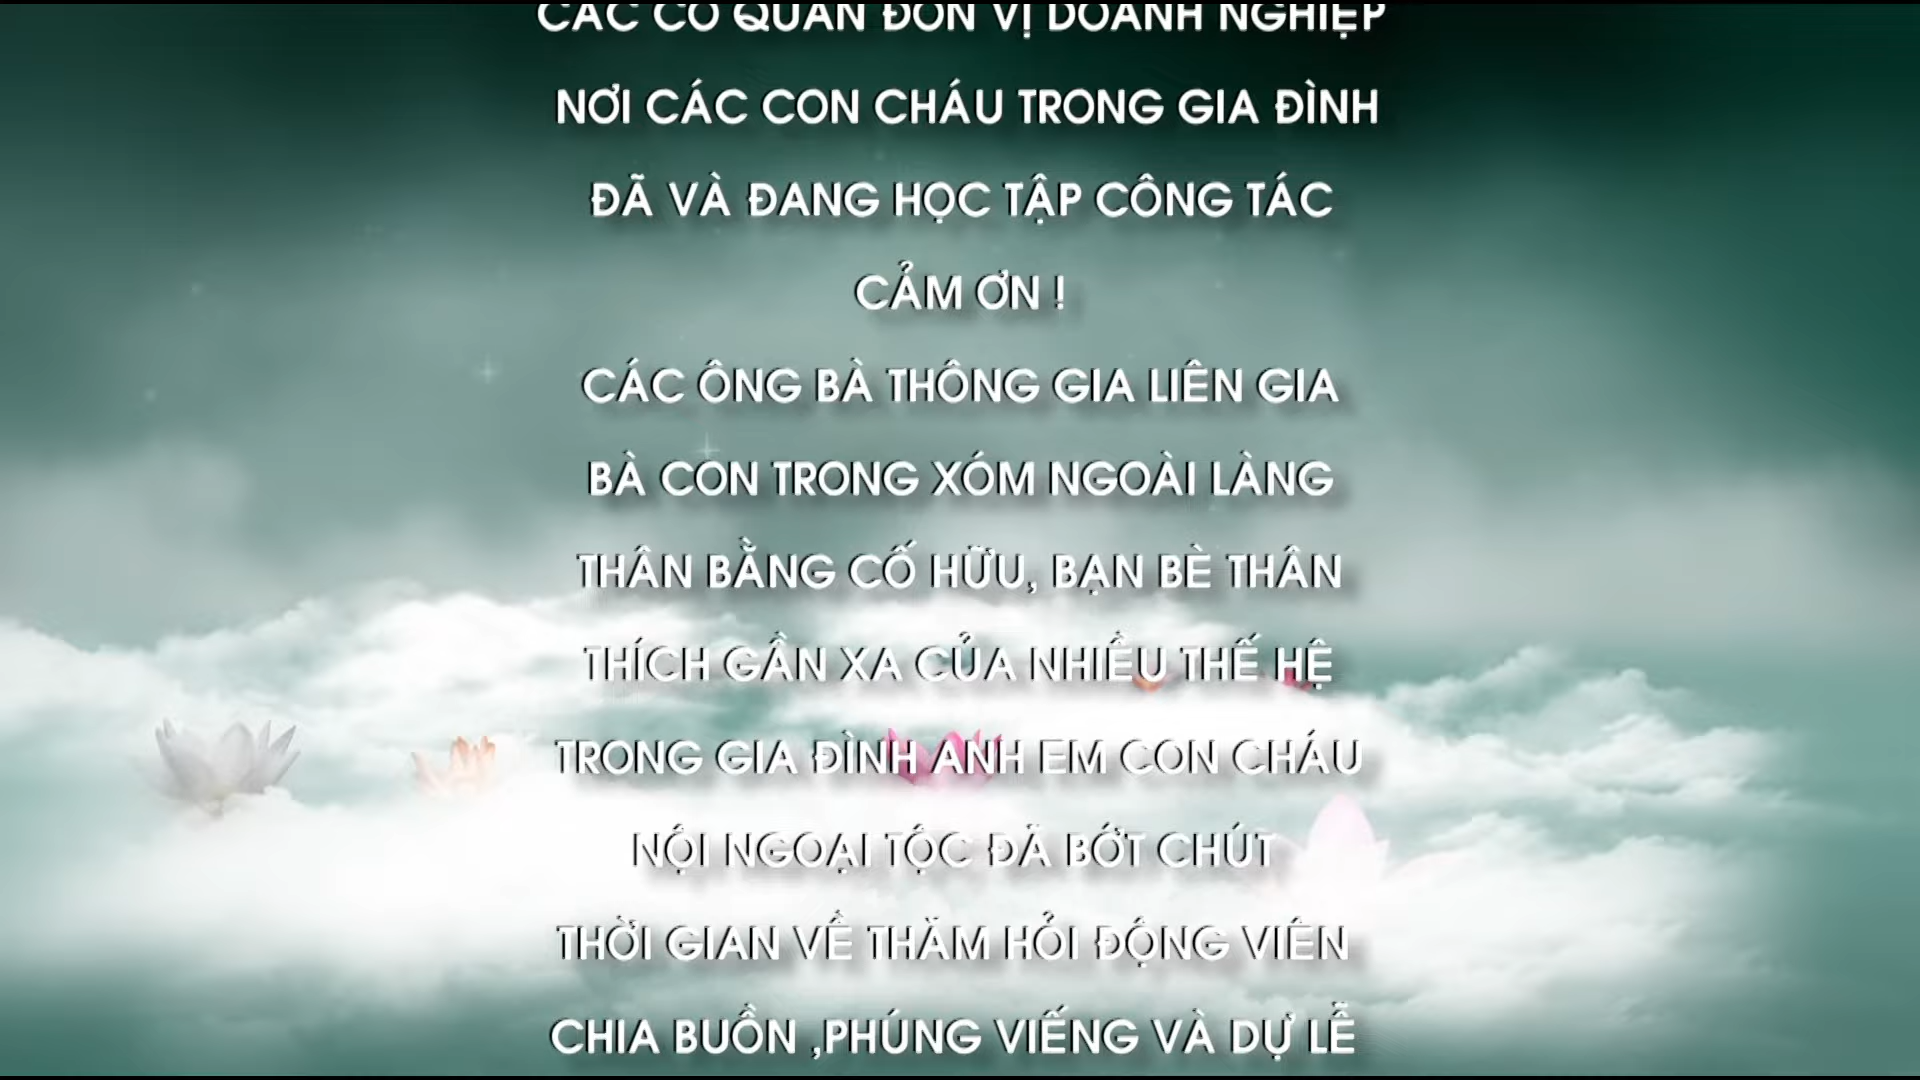 CÁC CƠ QUAN ĐƠN VỊ DOANH NGHIỆP
NƠI CÁC CON CHÁU TRONG GIA ĐÌNH
ĐÃ VÀ ĐANG HỌC TẬP CÔNG TÁC
CẢM ƠN !
CÁC ÔNG BÀ THÔNG GIA LIÊN GIA
BÀ CON TRONG XÓM NGOÀI LÀNG
THÂN BẰNG CỐ HỮU, BẠN BÈ THÂN
THÍCH GẦN XA CỦA NHIỀU THẾ HỆ
TRONG GIA ĐÌNH ANH EM CON CHÁU
NỘI NGOẠI TỘC ĐÃ BỚT CHÚT
THỜI GIAN VỀ THĂM HỎI ĐỘNG VIÊN
CHIA BUỒN ,PHÚNG VIẾNG VÀ DỰ LỄ